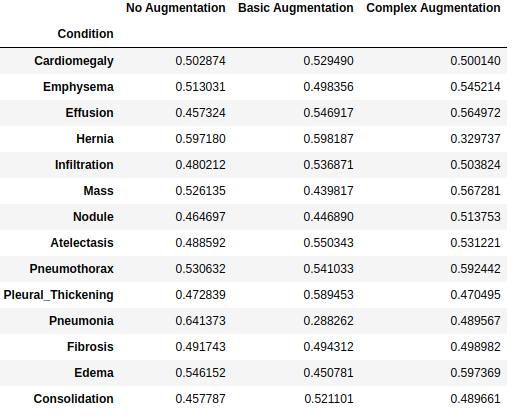 No Augmentation Basic Augmentation Complex Augmentation
Condition
Cardiomegaly 0.502874 0.529490 0.500140
Emphysema 0.513031 0.498356 0.545214
Effusion 0.457324 0.546917 0.564972
Hernia 0.597180 0.598187 0.329737
Infiltration 0.480212 0.536871 0.503824
Mass 0.526135 0.439817 0.567281
Nodule 0.464697 0.446890 0.513753
Atelectasis 0.488592 0.550343 0.531221
Pneumothorax 0.530632 0.541033 0.592442
Pleural_Thickening 0.472839 0.589453 0.470495
Pneumonia 0.641373 0.288262 0.489567
Fibrosis 0.491743 0.494312 0.498982
Edema 0.546152 0.450781 0.597369
Consolidation 0.457787 0.521101 0.489661